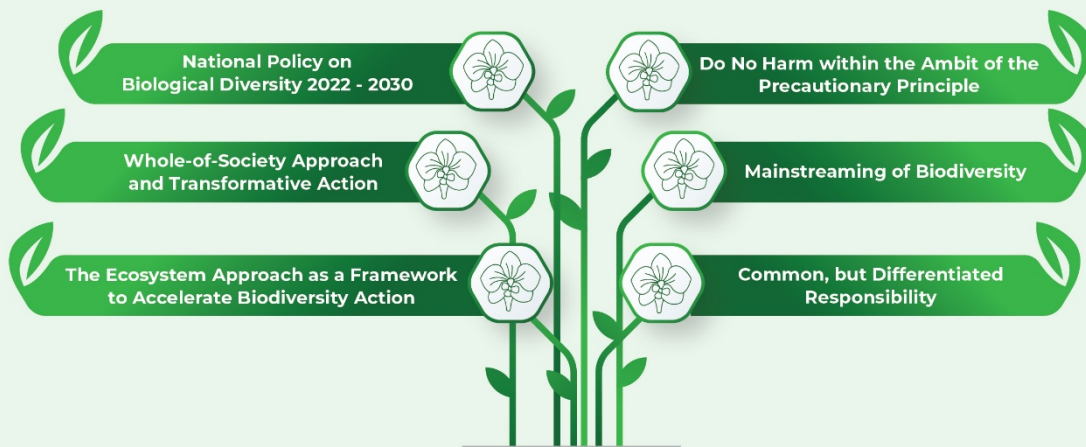 National Policy on
Biological Diversity 2022 - 2030
Do No Harm within the Ambit of the
Precautionary Principle
Whole-of-Society Approach
and Transformative Action
Mainstreaming of Biodiversity
The Ecosystem Approach as a Framework
to Accelerate Biodiversity Action
Common, but Differentiated
Responsibility